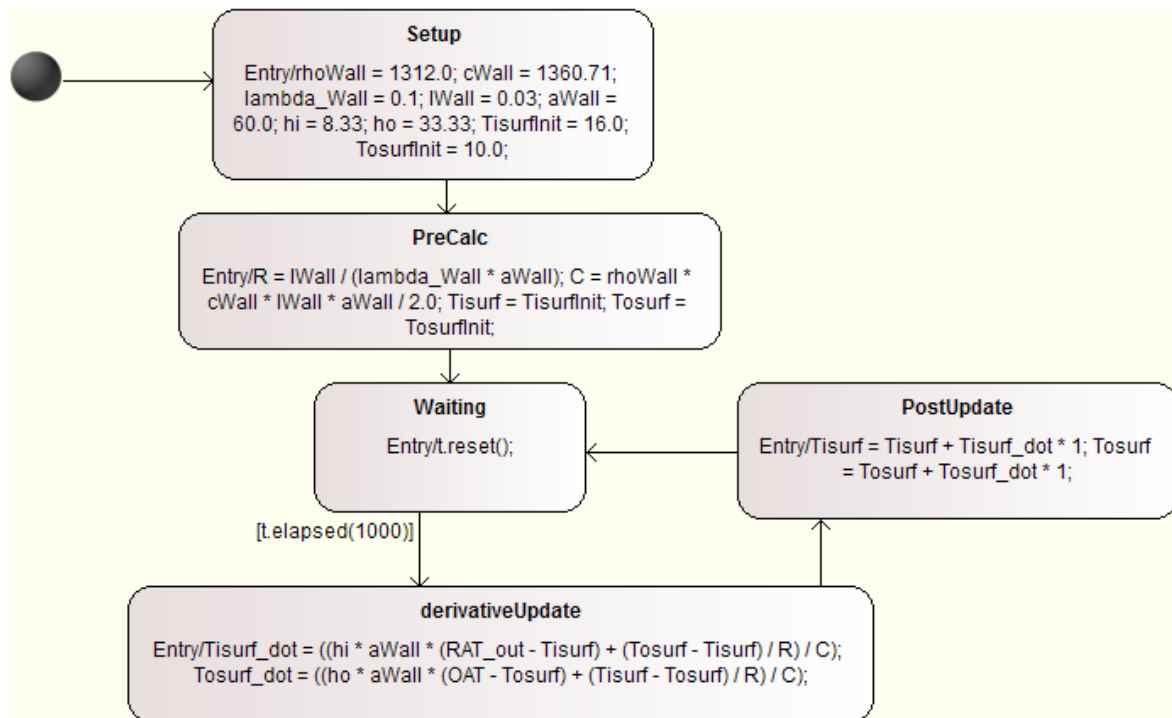 Setup
Entry/rhoWall = 1312.0; cWall = 1360.71;
lambda_Wall = 0.1; lWall = 0.03; aWall =
60.0; hi = 8.33; ho = 33.33; TisurfInit = 16.0;
TosurfInit = 10.0;
PreCalc
Entry/R = lWall / (lambda_Wall * aWall); C = rhoWall *
cWall * lWall * aWall / 2.0; Tisurf = TisurfInit; Tosurf =
TosurfInit;
Waiting
Entry/t.reset();
PostUpdate
Entry/Tisurf = Tisurf + Tisurf_dot * 1; Tosurf
= Tosurf + Tosurf_dot * 1;
[t.elapsed(1000)]
derivativeUpdate
Entry/Tisurf_dot = ((hi * aWall * (RAT_out - Tisurf) + (Tosurf - Tisurf) / R) / C);
Tosurf_dot = ((ho * aWall * (OAT - Tosurf) + (Tisurf - Tosurf) / R) / C);